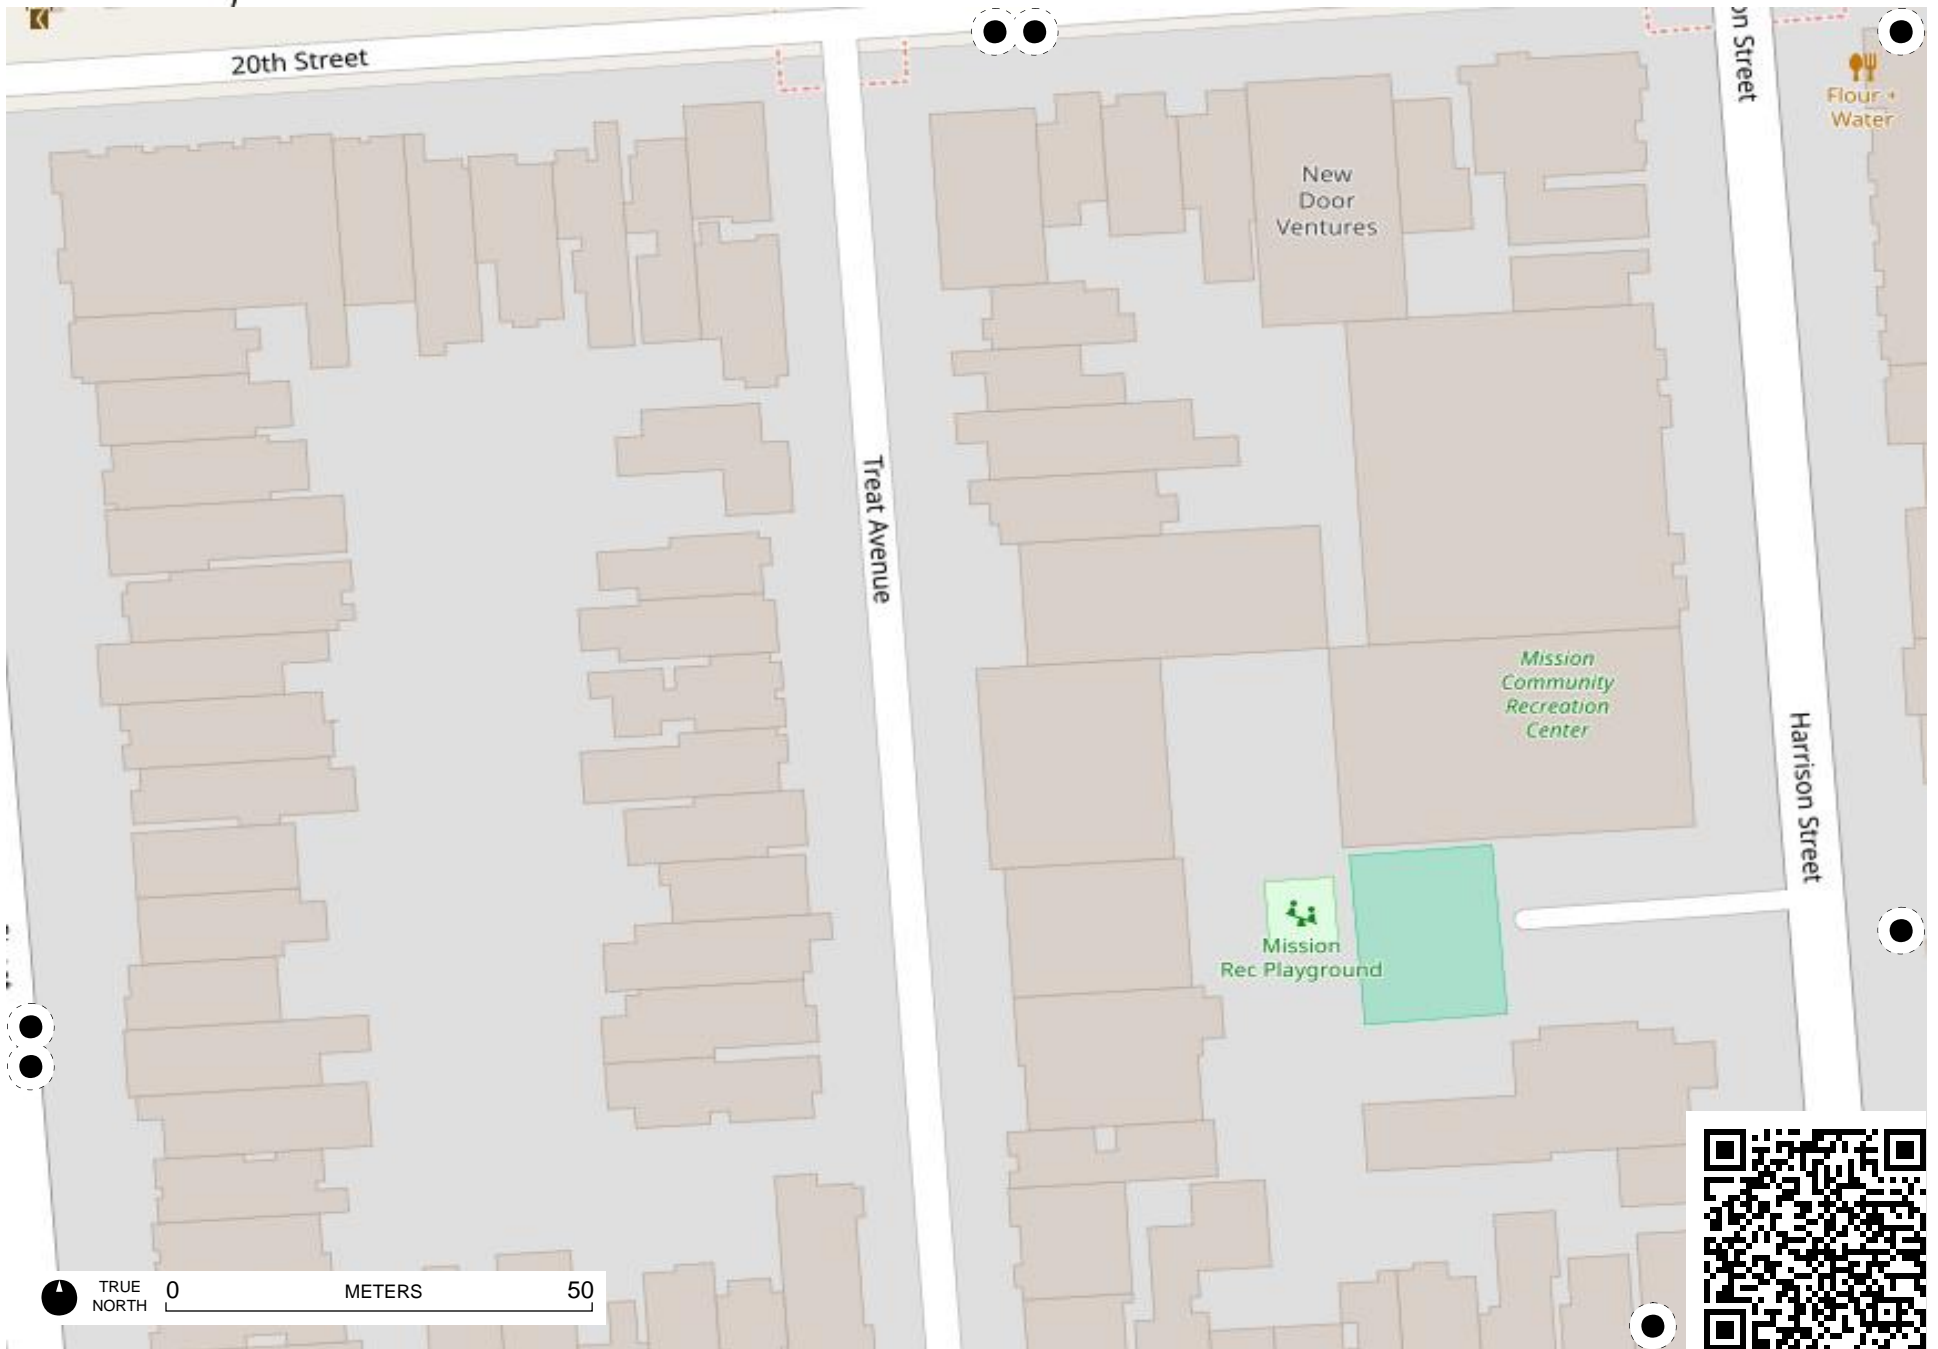 20th Street
on Street
Flour +
Water
New
Door
Ventures
Treat Avenue
Mission
Community
Recreation
Center
Harrison Street
Mission
Rec Playground
TRUE
NORTH
0
METERS
50